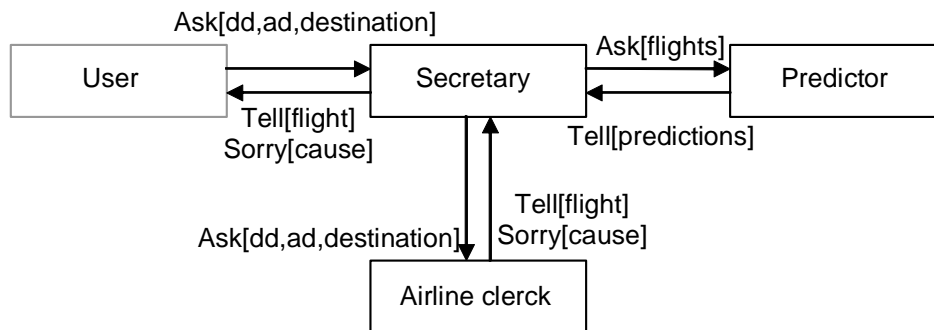 Ask[dd,ad,destination]
User
Secretary
Ask[flights]
Predictor
Tell[flight]
Sorry[cause]
Tell[predictions]
Ask[dd,ad,destination]
Tell[flight]
Sorry[cause]
Airline clerck